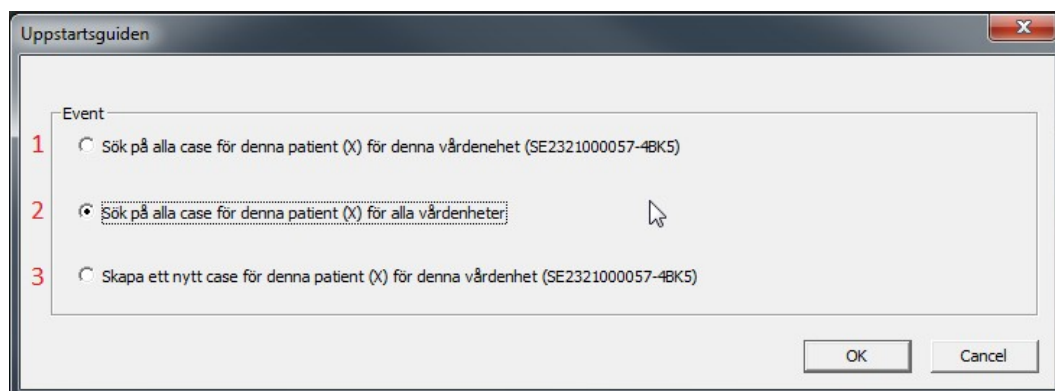 Uppstartsguiden
Event
1 Sök på alla case för denna patient (X) för denna vårdenehet (SE2321000057-4BK5)
2 Sök på alla case för denna patient (X) för alla vårdenheter
3 Skapa ett nytt case för denna patient (X) för denna vårdenhet (SE2321000057-4BK5)
OK Cancel